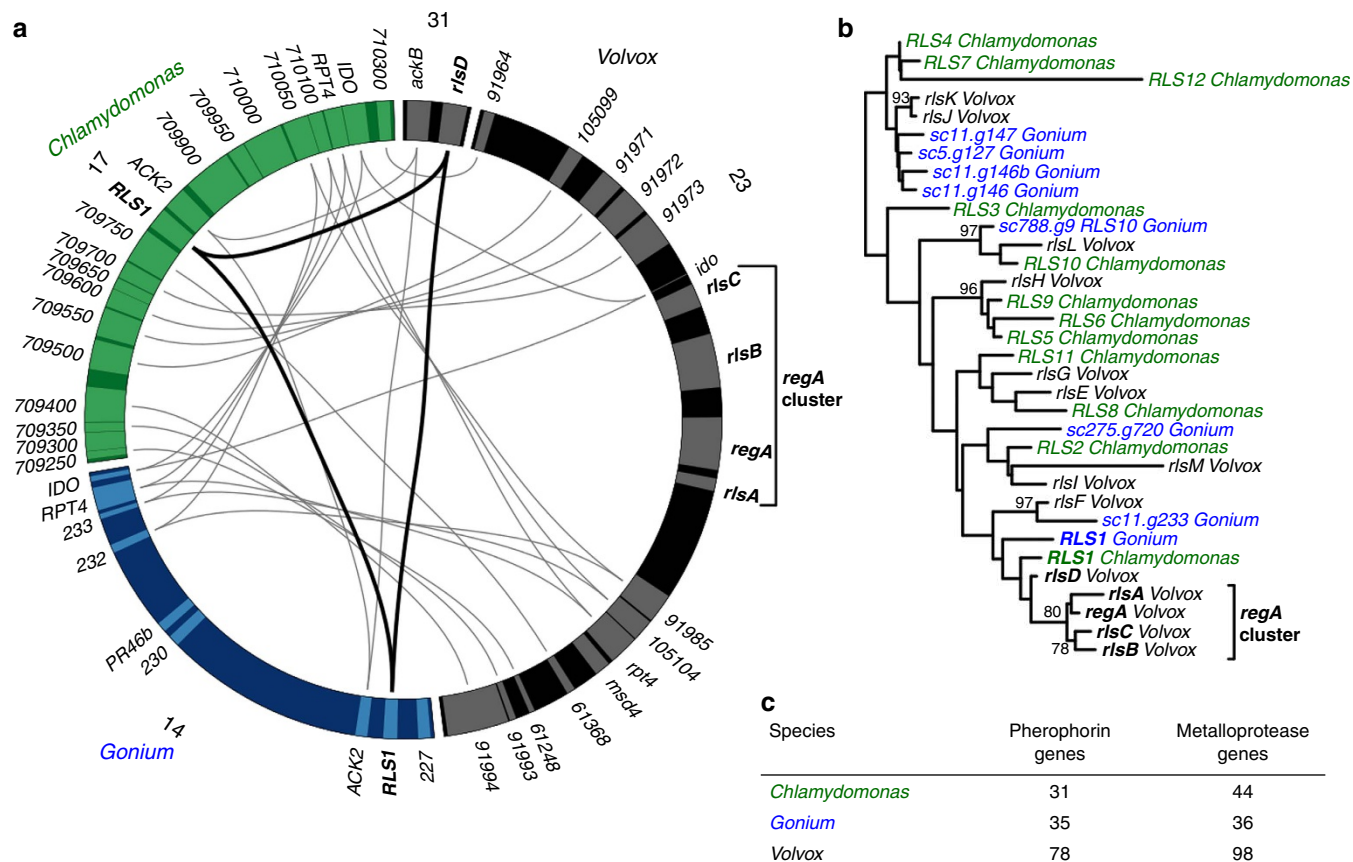 a
31
Volvox
Chlamydomonas
17
23
14
Gonium
709250
709300
709350
709400
709500
709550
709600
709650
709700
709750
RLS1
ACK2
709900
709950
710000
710050
710100
RPT4
IDO
710300
ackB
rlsD
91964
105099
91971
91972
91973
ido
rlsC
rlsB
regA
rlsA
regA
cluster
91985
105104
rpt4
msd4
61368
61248
91993
91994
227
RLS1
ACK2
230
PR46b
232
233
RPT4
IDO
b
RLS4 Chlamydomonas
RLS7 Chlamydomonas
RLS12 Chlamydomonas
93
rlsK Volvox
rlsJ Volvox
sc11.g147 Gonium
sc5.g127 Gonium
sc11.g146b Gonium
sc11.g146 Gonium
RLS3 Chlamydomonas
97
sc788.g9 RLS10 Gonium
rlsL Volvox
RLS10 Chlamydomonas
96
rlsH Volvox
RLS9 Chlamydomonas
RLS6 Chlamydomonas
RLS5 Chlamydomonas
RLS11 Chlamydomonas
rlsG Volvox
rlsE Volvox
RLS8 Chlamydomonas
sc275.g720 Gonium
RLS2 Chlamydomonas
rlsM Volvox
rlsI Volvox
97
rlsF Volvox
sc11.g233 Gonium
RLS1 Gonium
RLS1 Chlamydomonas
rlsD Volvox
rlsA Volvox
80
regA Volvox
rlsC Volvox
78
rlsB Volvox
regA
cluster
c
Species Pherophorin genes Metalloprotease genes
Chlamydomonas 31 44
Gonium 35 36
Volvox 78 98